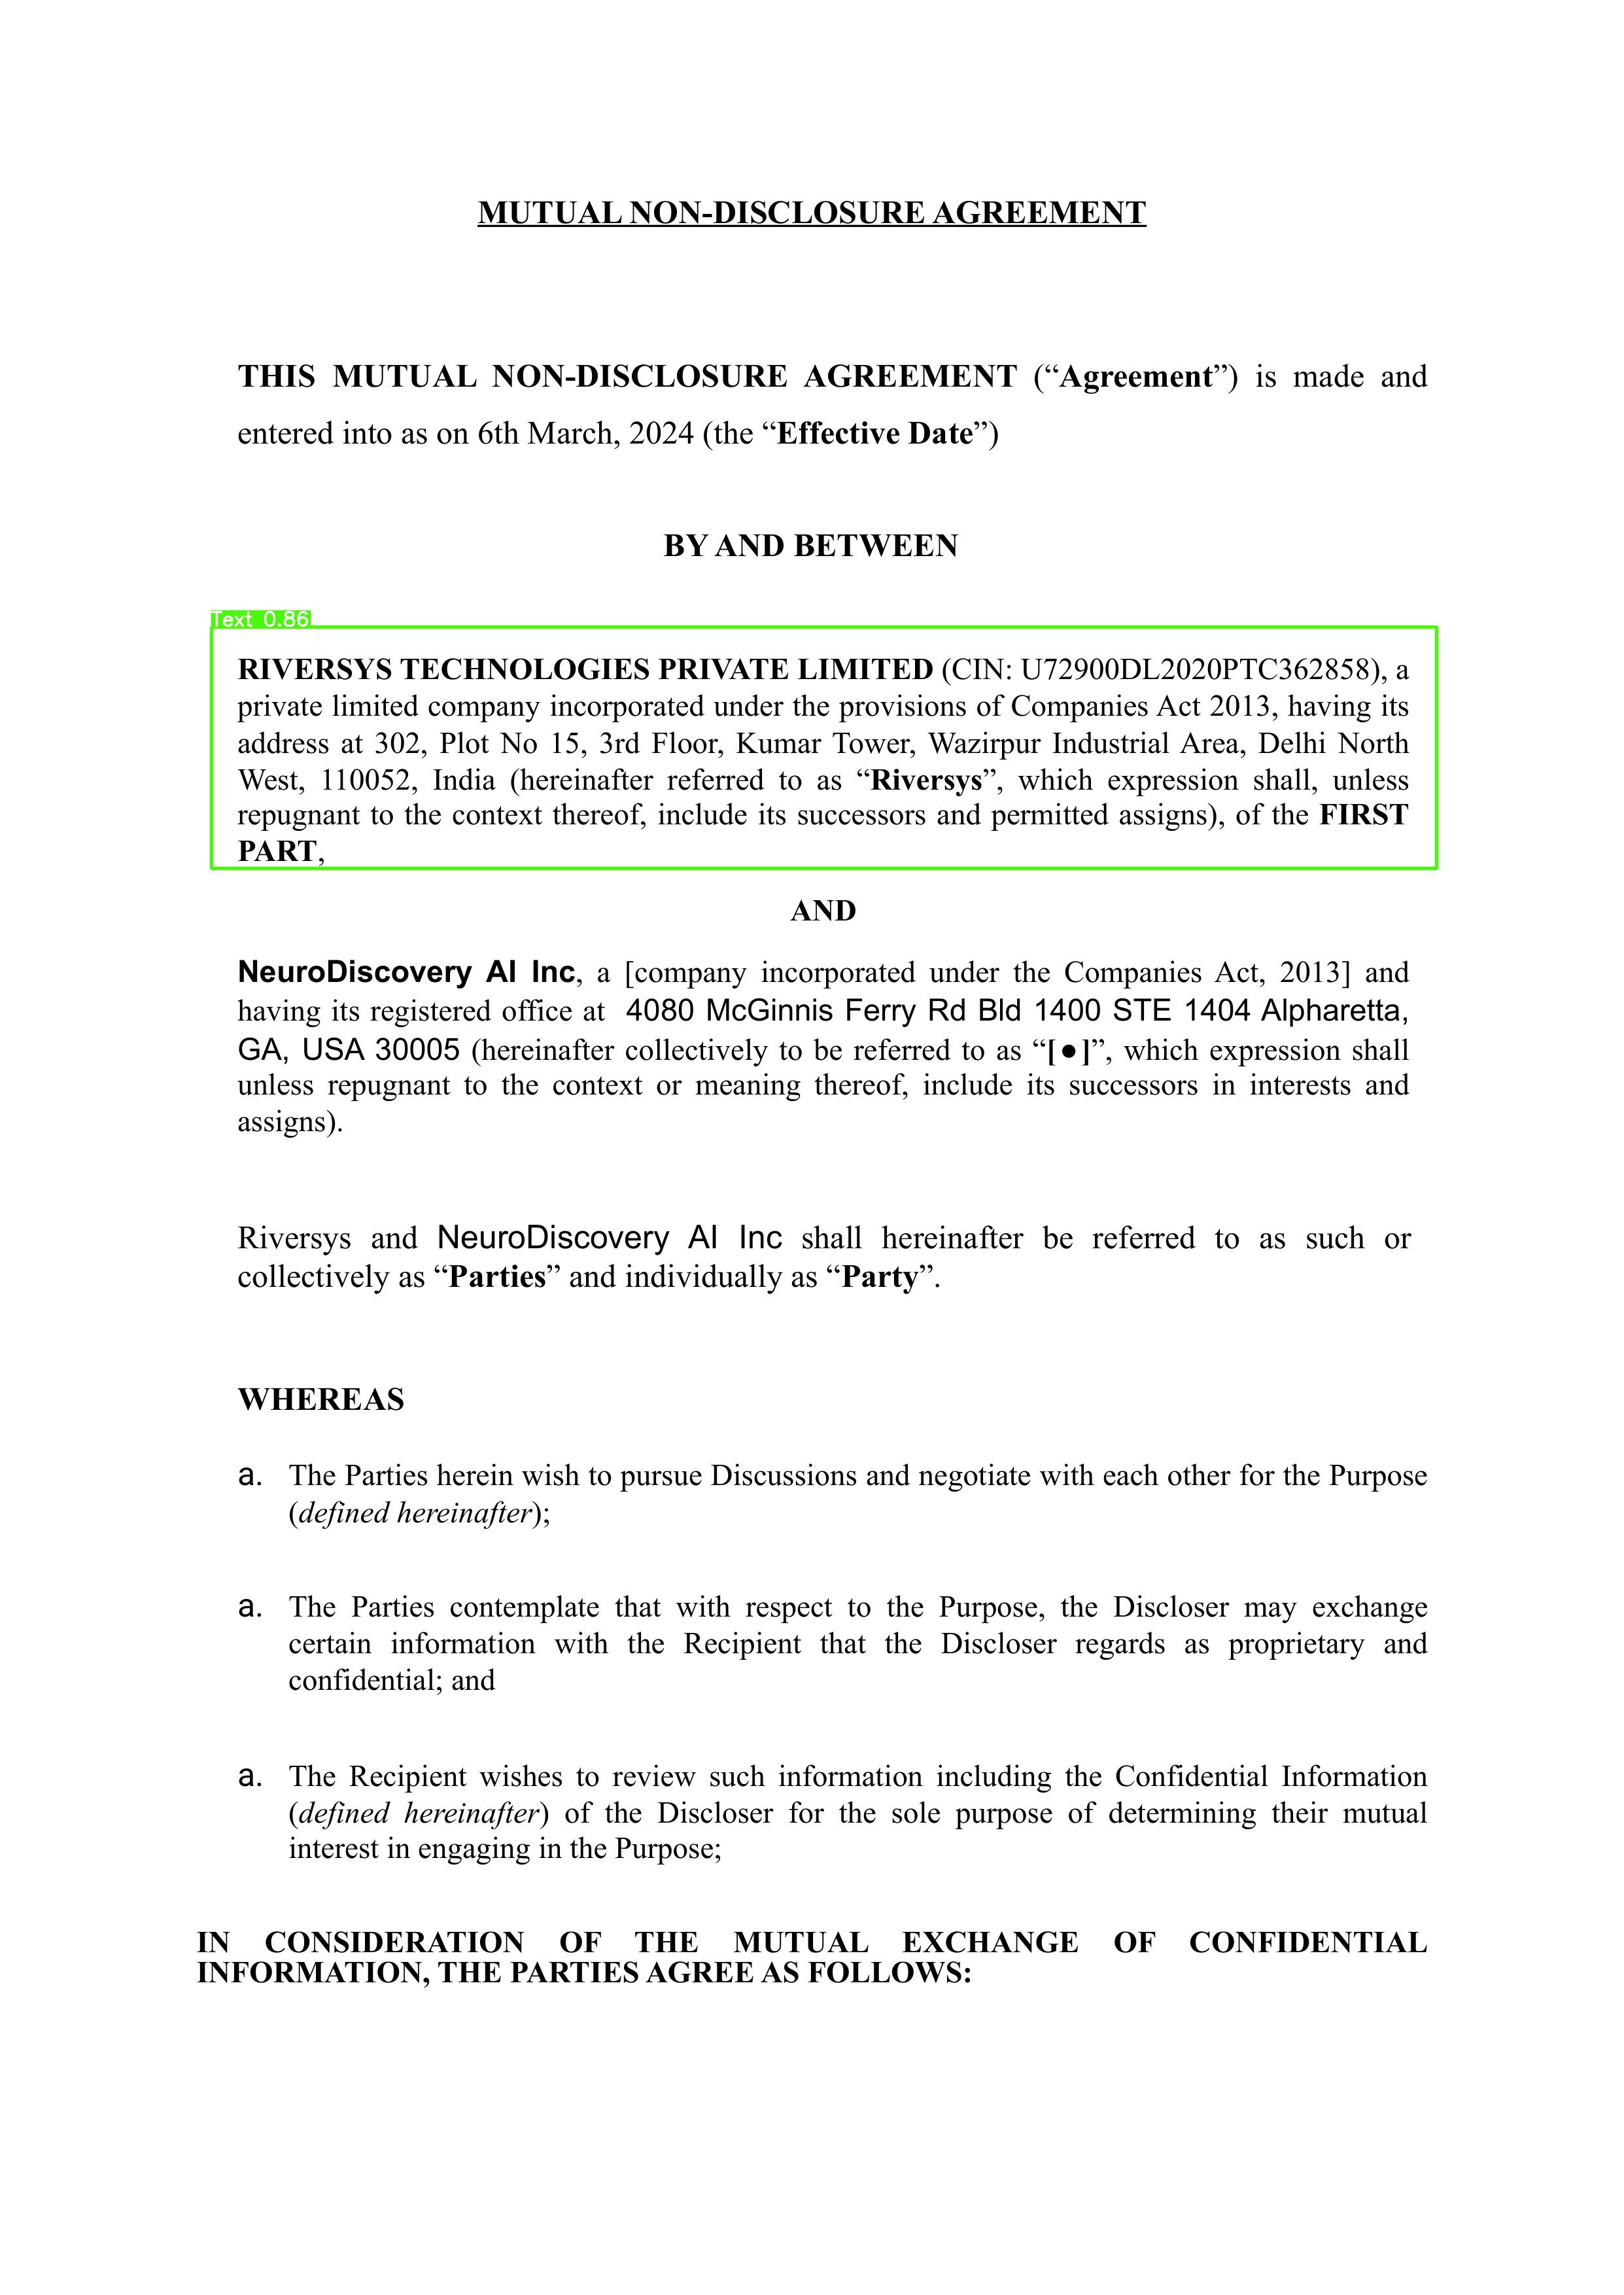 MUTUAL NON-DISCLOSURE AGREEMENT
THIS MUTUAL NON-DISCLOSURE AGREEMENT (“Agreement”) is made and
entered into as on 6th March, 2024 (the “Effective Date”)
BY AND BETWEEN
Text 0.86
RIVERSYS TECHNOLOGIES PRIVATE LIMITED (CIN: U72900DL2020PTC362858), a
private limited company incorporated under the provisions of Companies Act 2013, having its
address at 302, Plot No 15, 3rd Floor, Kumar Tower, Wazirpur Industrial Area, Delhi North
West, 110052, India (hereinafter referred to as “Riversys”, which expression shall, unless
repugnant to the context thereof, include its successors and permitted assigns), of the FIRST
PART,
AND
NeuroDiscovery AI Inc, a [company incorporated under the Companies Act, 2013] and
having its registered office at 4080 McGinnis Ferry Rd Bld 1400 STE 1404 Alpharetta,
GA, USA 30005 (hereinafter collectively to be referred to as “[●]”, which expression shall
unless repugnant to the context or meaning thereof, include its successors in interests and
assigns).
Riversys and NeuroDiscovery AI Inc shall hereinafter be referred to as such or
collectively as “Parties” and individually as “Party”.
WHEREAS
a. The Parties herein wish to pursue Discussions and negotiate with each other for the Purpose
(defined hereinafter);
a. The Parties contemplate that with respect to the Purpose, the Discloser may exchange
certain information with the Recipient that the Discloser regards as proprietary and
confidential; and
a. The Recipient wishes to review such information including the Confidential Information
(defined hereinafter) of the Discloser for the sole purpose of determining their mutual
interest in engaging in the Purpose;
IN CONSIDERATION OF THE MUTUAL EXCHANGE OF CONFIDENTIAL
INFORMATION, THE PARTIES AGREE AS FOLLOWS: